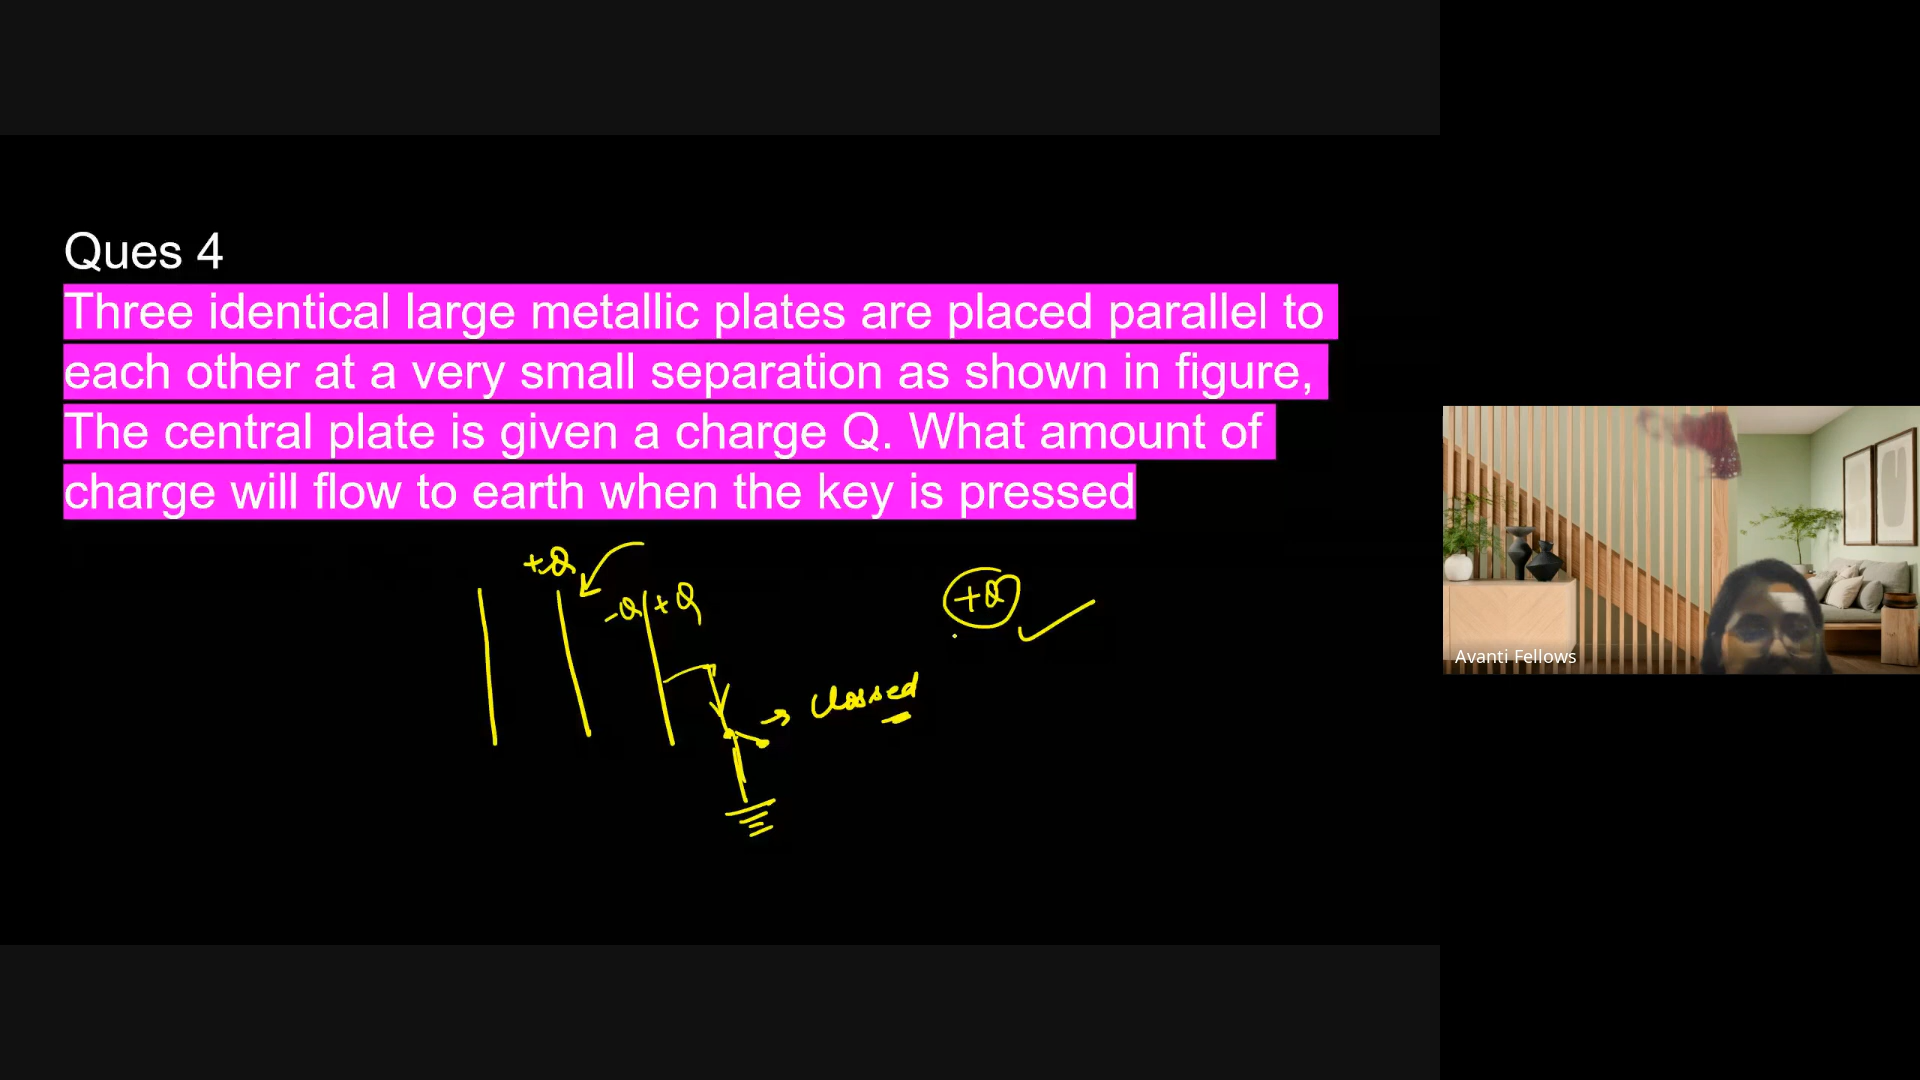 Ques 4
Three identical large metallic plates are placed parallel to
each other at a very small separation as shown in figure,
The central plate is given a charge Q. What amount of
charge will flow to earth when the key is pressed
+Q
-Q +Q
+Q
closed
Avanti Fellows